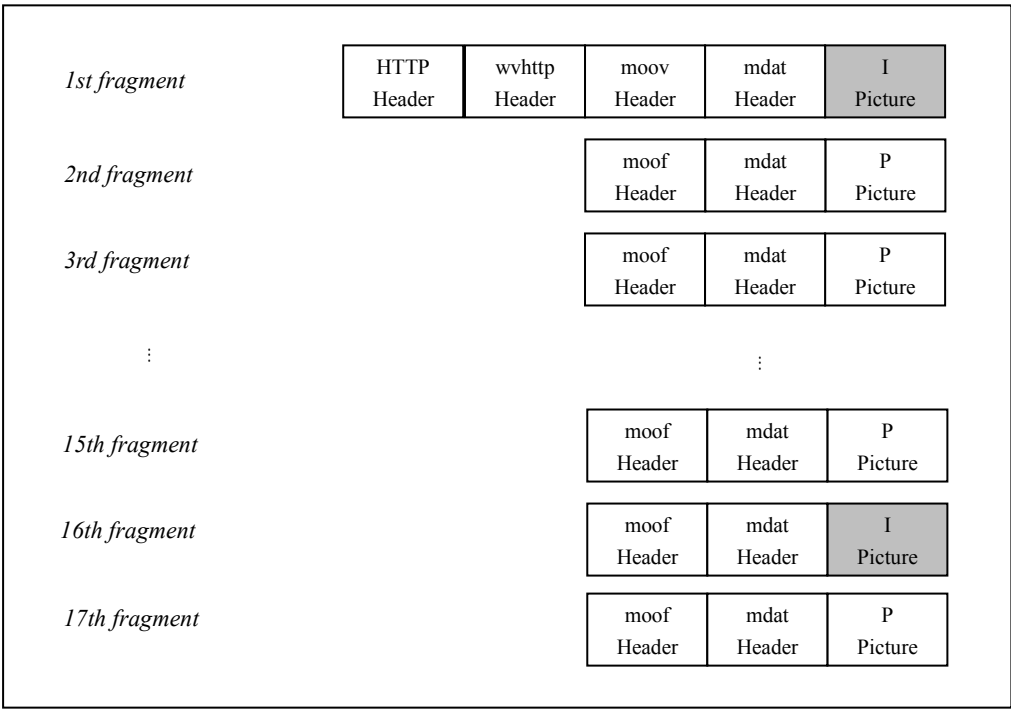 1st fragment
HTTP Header
wvhttp Header
moov Header
mdat Header
I Picture
2nd fragment
moof Header
mdat Header
P Picture
3rd fragment
moof Header
mdat Header
P Picture
⋮
⋮
15th fragment
moof Header
mdat Header
P Picture
16th fragment
moof Header
mdat Header
I Picture
17th fragment
moof Header
mdat Header
P Picture